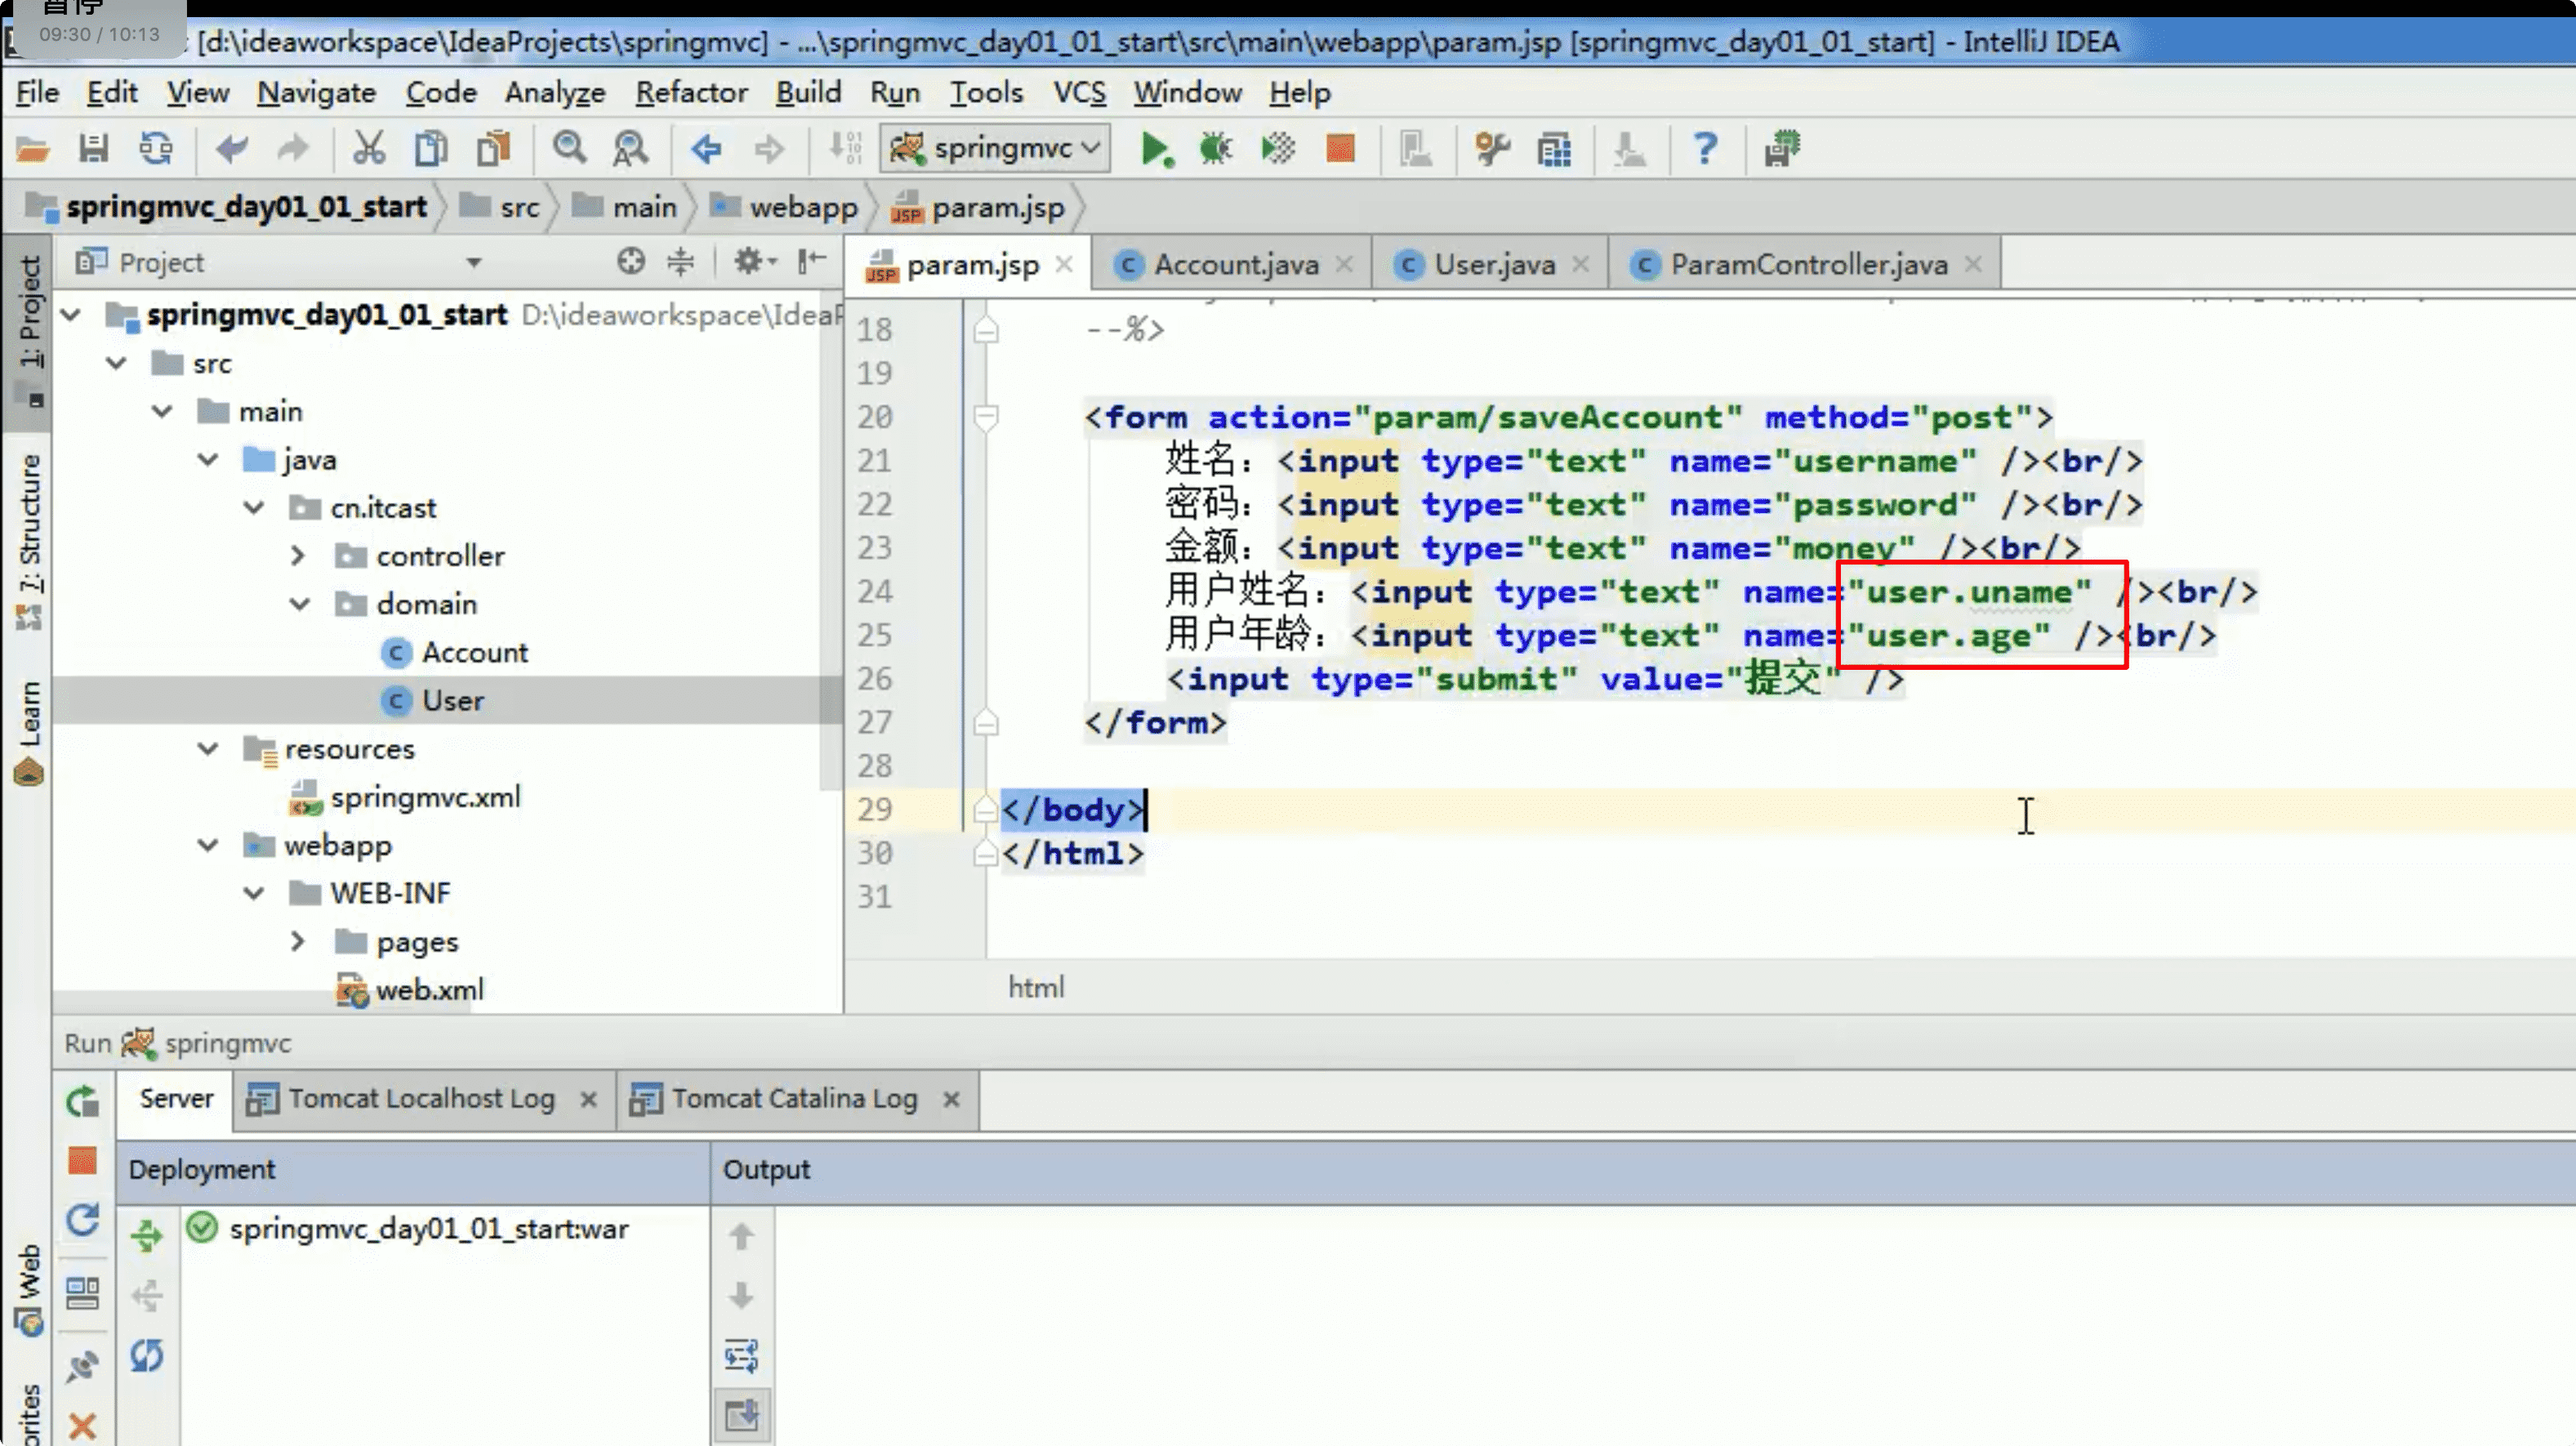 暂停
09:30 / 10:13
[d:\ideaworkspace\IdeaProjects\springmvc] - ...\springmvc_day01_01_start\src\main\webapp\param.jsp [springmvc_day01_01_start] - IntelliJ IDEA
File Edit View Navigate Code Analyze Refactor Build Run Tools VCS Window Help
springmvc
springmvc_day01_01_start src main webapp param.jsp
1: Project
7: Structure
Learn
Web
Project
springmvc_day01_01_start D:\ideaworkspace\IdeaP
src
main
java
cn.itcast
controller
domain
Account
User
resources
springmvc.xml
webapp
WEB-INF
pages
web.xml
param.jsp Account.java User.java ParamController.java
18 --%>
19
20 <form action="param/saveAccount" method="post">
21 姓名：<input type="text" name="username" /><br/>
22 密码：<input type="text" name="password" /><br/>
23 金额：<input type="text" name="money" /><br/>
24 用户姓名：<input type="text" name="user.uname" /><br/>
25 用户年龄：<input type="text" name="user.age" /><br/>
26 <input type="submit" value="提交" />
27 </form>
28
29 </body>
30 </html>
31
html
Run springmvc
Server Tomcat Localhost Log Tomcat Catalina Log
Deployment Output
springmvc_day01_01_start:war